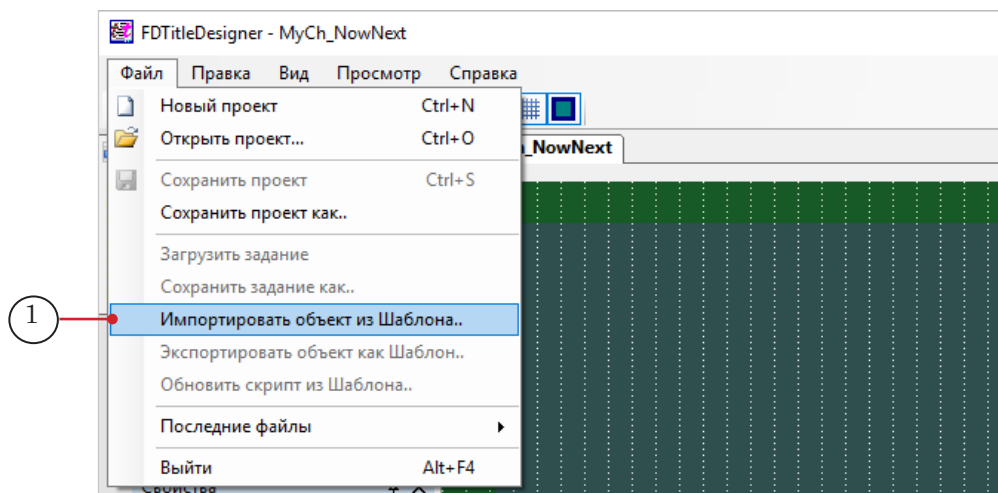 FDTitleDesigner - MyCh_NowNext
Файл Правка Вид Просмотр Справка
Новый проект Ctrl+N
Открыть проект... Ctrl+O
_NowNext
Сохранить проект Ctrl+S
Сохранить проект как..
Загрузить задание
Сохранить задание как..
1 Импортировать объект из Шаблона..
Экспортировать объект как Шаблон..
Обновить скрипт из Шаблона..
Последние файлы
Выйти Alt+F4
Свойства